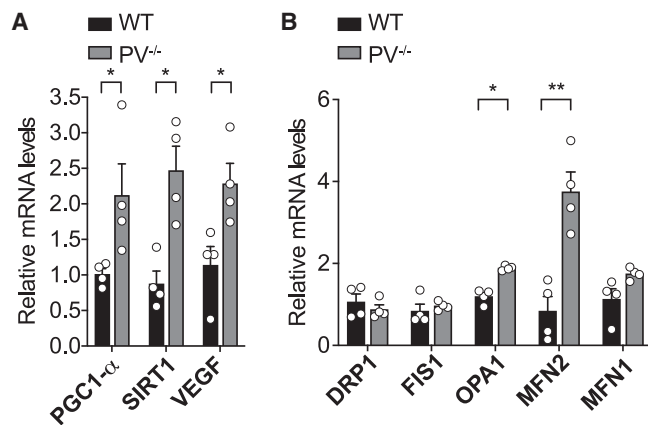 A
WT
PV-/-
* * *
Relative mRNA levels
3.5
3.0
2.5
2.0
1.5
1.0
0.5
0.0
PGC1-α SIRT1 VEGF
B
WT
PV-/-
* **
Relative mRNA levels
6
4
2
0
DRP1 FIS1 OPA1 MFN2 MFN1